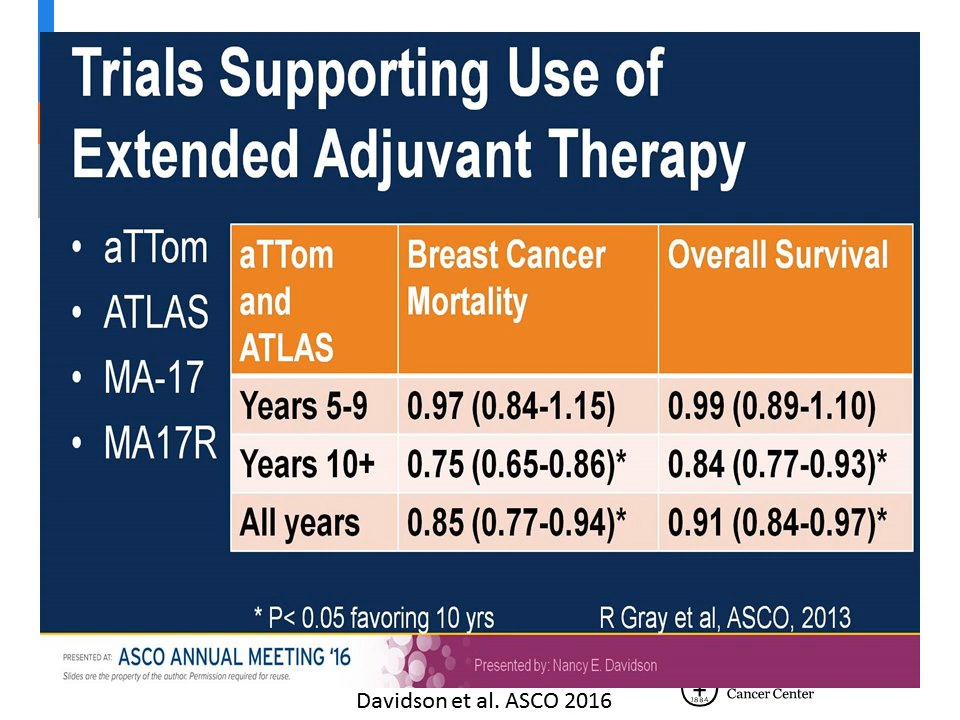 Trials Supporting Use of
Extended Adjuvant Therapy
• aTTom
• ATLAS
• MA-17
• MA17R
aTTom and ATLAS Breast Cancer Mortality Overall Survival
Years 5-9 0.97 (0.84-1.15) 0.99 (0.89-1.10)
Years 10+ 0.75 (0.65-0.86)* 0.84 (0.77-0.93)*
All years 0.85 (0.77-0.94)* 0.91 (0.84-0.97)*
* P< 0.05 favoring 10 yrs R Gray et al, ASCO, 2013
PRESENTED AT: ASCO ANNUAL MEETING '16
Slides are the property of the author. Permission required for reuse.
Presented by: Nancy E. Davidson
1884
Cancer Center
Davidson et al. ASCO 2016